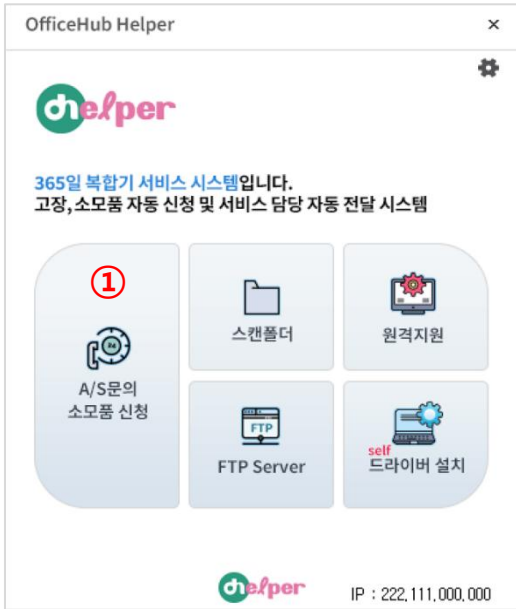 OfficeHub Helper ×
Ohelper
365일 복합기 서비스 시스템입니다.
고장,소모품 자동 신청 및 서비스 담당 자동 전달 시스템
①
24
A/S문의
소모품 신청
스캔폴더
원격지원
FTP
FTP Server
self
드라이버 설치
Ohelper
IP : 222,111,000,000